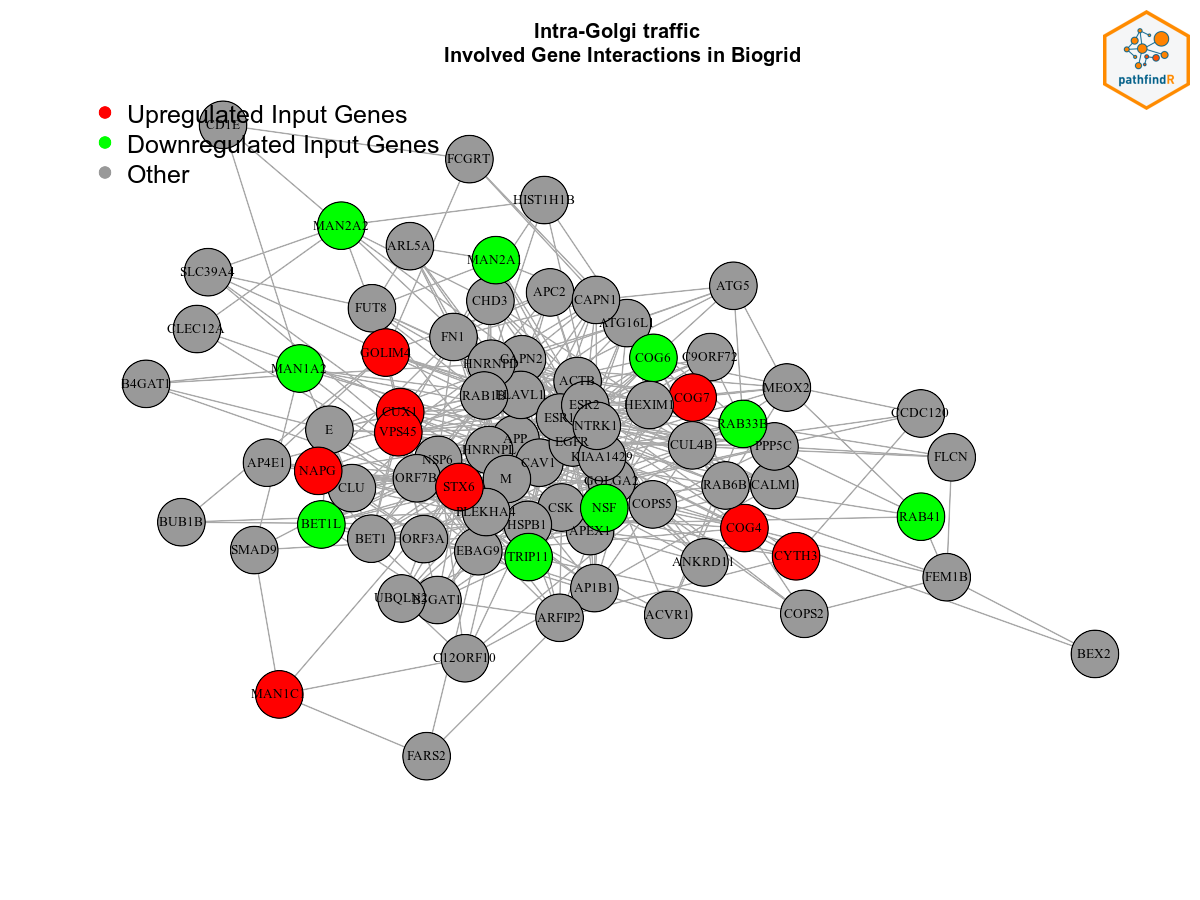 Intra-Golgi traffic
Involved Gene Interactions in Biogrid
pathfindR
Upregulated Input Genes
Downregulated Input Genes
Other
CD1E
FCGRT
HIST1H1B
MAN2A2
ARL5A
MAN2A1
SLC39A4
CHD3
APC2
CAPN1
ATG5
FUT8
ATG16L1
CLEC12A
FN1
GOLIM4
HNRNPD
CAPN2
COG6
C9ORF72
MAN1A2
B4GAT1
ACTB
MEOX2
RAB1B
ELAVL1
ESR2
HEXIM1
COG7
CUX1
ESR1
CCDC120
VPS45
NTRK1
RAB33B
E
APP
EGFR
CUL4B
PPP5C
HNRNPL
KIAA1429
FLCN
AP4E1
NSP6
CAV1
NAPG
ORF7B
M
GOLGA2
CLU
STX6
RAB6B
CALM1
COPS5
PLEKHA4
CSK
NSF
RAB41
BUB1B
BET1L
HSPB1
COG4
BET1
ORF3A
APEX1
SMAD9
EBAG9
TRIP11
CYTH3
ANKRD11
FEM1B
AP1B1
UBQLN2
B3GAT1
ARFIP2
ACVR1
COPS2
C12ORF10
BEX2
MAN1C1
FARS2